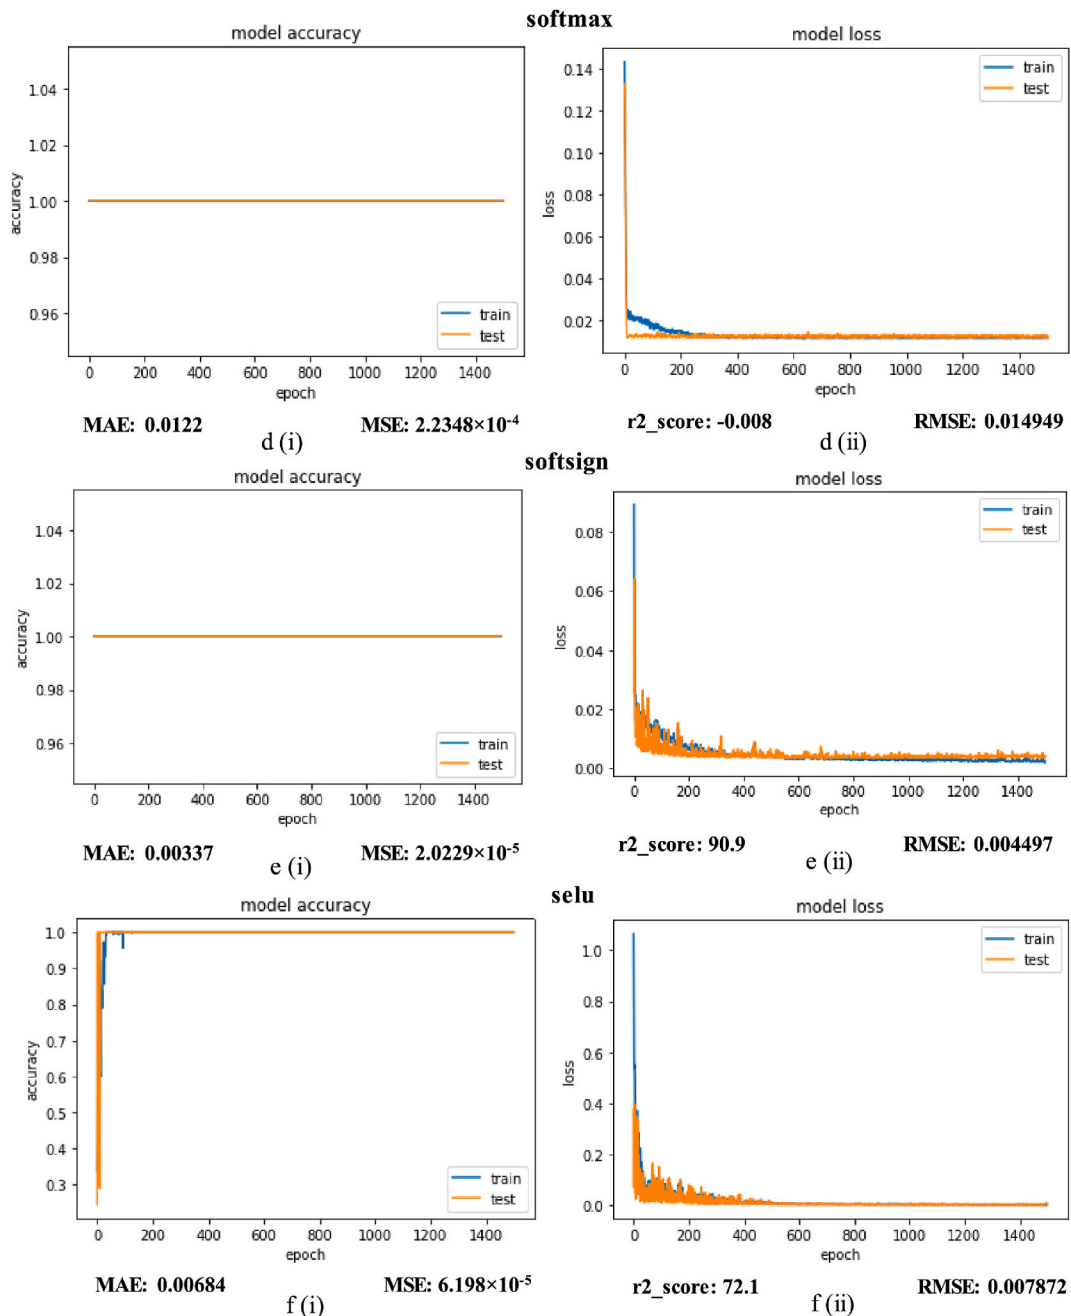 softmax
model accuracy
1.04
1.02
1.00
0.98
0.96
accuracy
train
test
0 200 400 600 800 1000 1200 1400
epoch
model loss
0.14
0.12
0.10
0.08
0.06
0.04
0.02
loss
train
test
0 200 400 600 800 1000 1200 1400
epoch
MAE: 0.0122 MSE: 2.2348×10⁻⁴
d (i)
r2_score: -0.008 RMSE: 0.014949
d (ii)
softsign
model accuracy
1.04
1.02
1.00
0.98
0.96
accuracy
train
test
0 200 400 600 800 1000 1200 1400
epoch
model loss
0.08
0.06
0.04
0.02
0.00
loss
train
test
0 200 400 600 800 1000 1200 1400
epoch
MAE: 0.00337 MSE: 2.0229×10⁻⁵
e (i)
r2_score: 90.9 RMSE: 0.004497
e (ii)
selu
model accuracy
1.0
0.9
0.8
0.7
0.6
0.5
0.4
0.3
accuracy
train
test
0 200 400 600 800 1000 1200 1400
epoch
model loss
1.0
0.8
0.6
0.4
0.2
0.0
loss
train
test
0 200 400 600 800 1000 1200 1400
epoch
MAE: 0.00684 MSE: 6.198×10⁻⁵
f (i)
r2_score: 72.1 RMSE: 0.007872
f (ii)